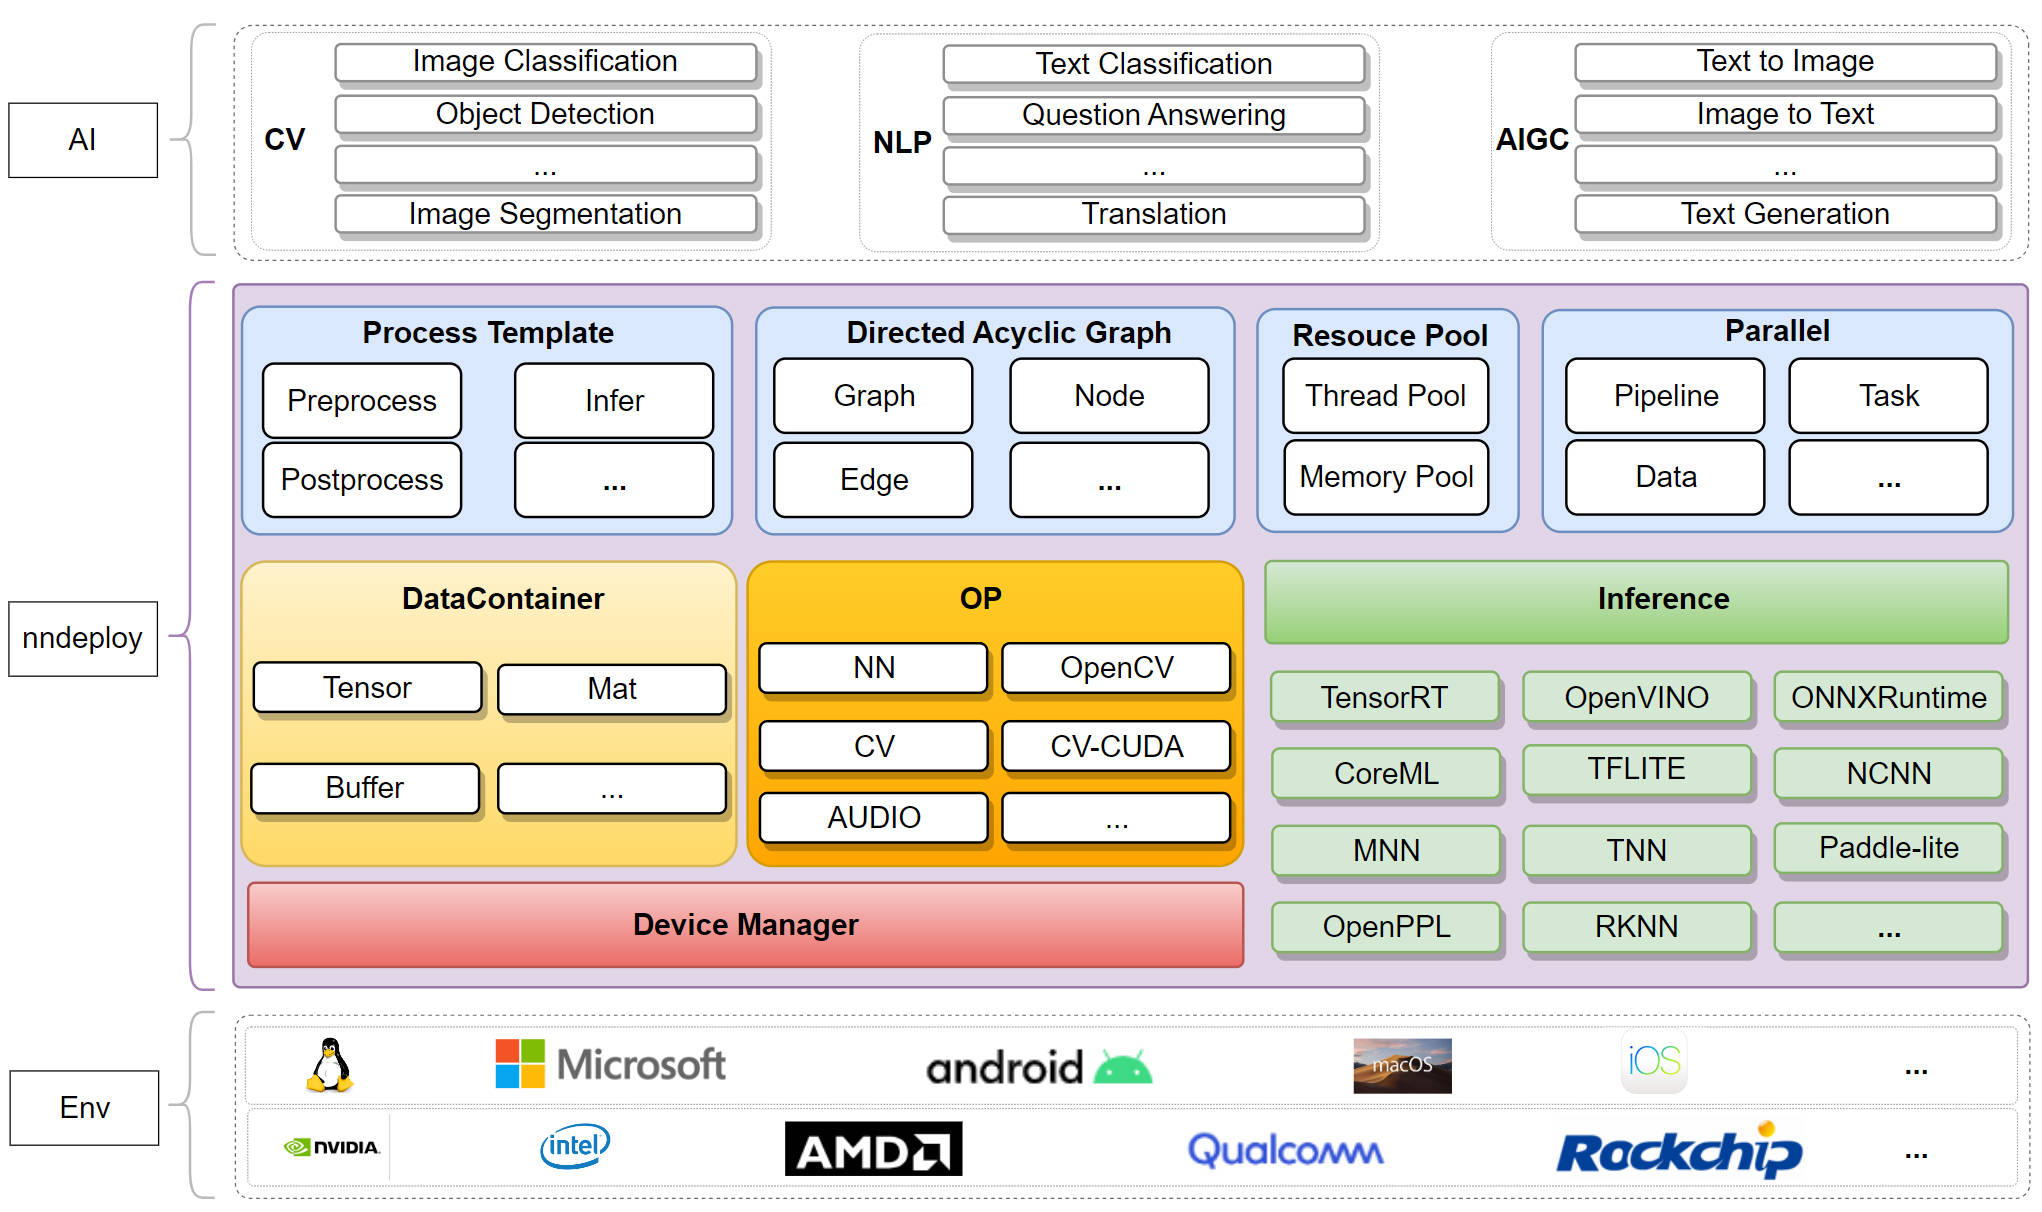 AI
CV
Image Classification
Object Detection
...
Image Segmentation
NLP
Text Classification
Question Answering
...
Translation
AIGC
Text to Image
Image to Text
...
Text Generation
nndeploy
Process Template
Preprocess
Infer
Postprocess
...
Directed Acyclic Graph
Graph
Node
Edge
...
Resouce Pool
Thread Pool
Memory Pool
Parallel
Pipeline
Task
Data
...
DataContainer
Tensor
Mat
Buffer
...
OP
NN
OpenCV
CV
CV-CUDA
AUDIO
...
Inference
TensorRT
OpenVINO
ONNXRuntime
CoreML
TFLITE
NCNN
MNN
TNN
Paddle-lite
OpenPPL
RKNN
...
Device Manager
Env
Microsoft
android
macOS
iOS
...
NVIDIA.
intel
AMD
Qualcomm
Rockchip
...